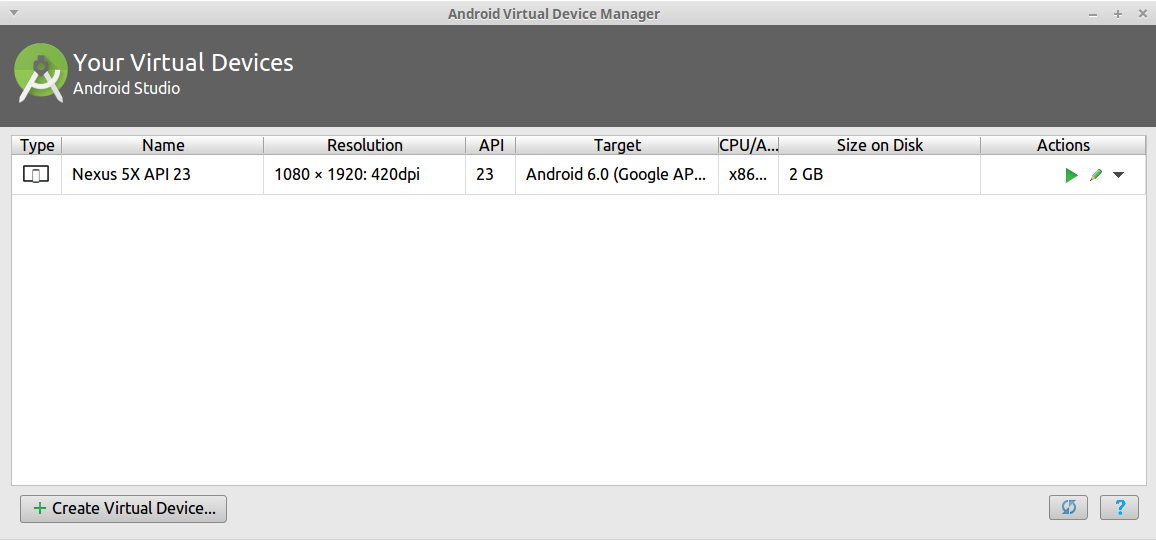 Android Virtual Device Manager
Your Virtual Devices
Android Studio
Type Name Resolution API Target CPU/A... Size on Disk Actions
Nexus 5X API 23 1080 × 1920: 420dpi 23 Android 6.0 (Google AP... x86... 2 GB
+ Create Virtual Device... ?